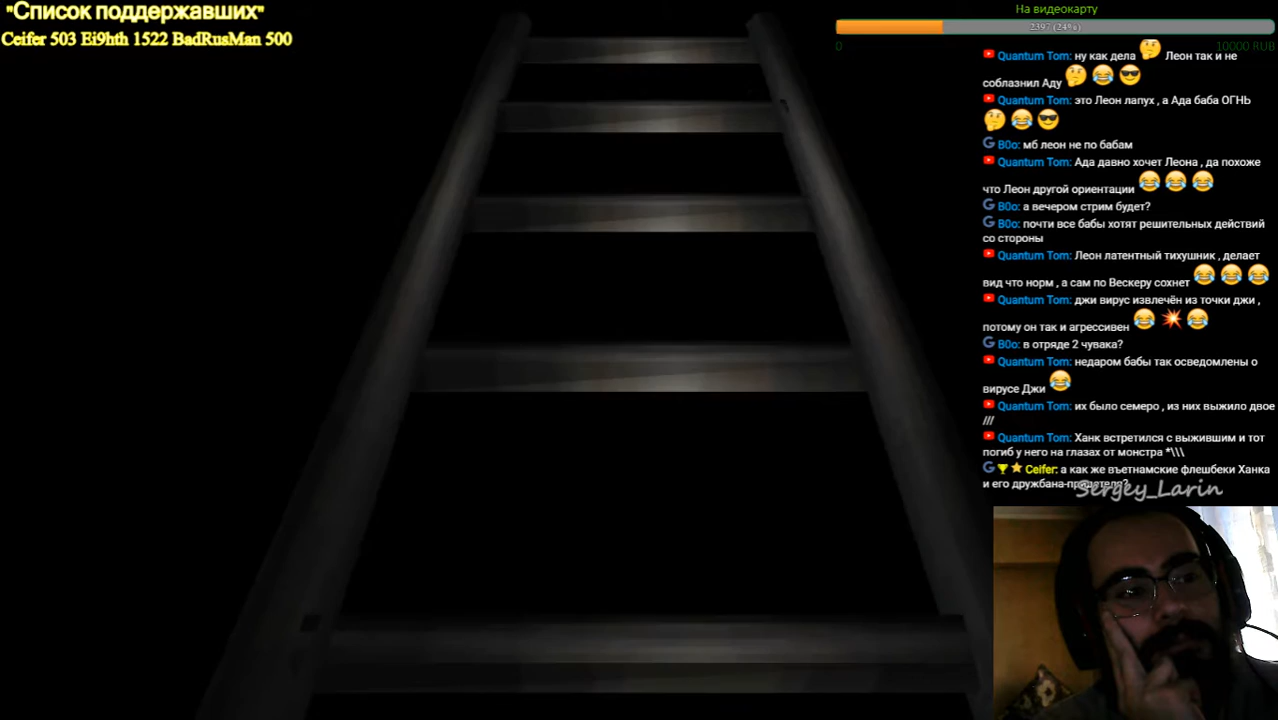 "Список поддержавших"
Ceifer 503 Ei9hth 1522 BadRusMan 500
На видеокарту
2397 (24%)
0
10000 RUB
Quantum Tom: ну как дела 🤔 Леон так и не
соблазнил Аду 🤔 😂 😎
Quantum Tom: это Леон лапух , а Ада баба ОГНЬ
🤔 😂 😎
B0o: мб леон не по бабам
Quantum Tom: Ада давно хочет Леона , да похоже
что Леон другой ориентации 😂 😂 😂
B0o: а вечером стрим будет?
B0o: почти все бабы хотят решительных действий
со стороны
Quantum Tom: Леон латентный тихушник , делает
вид что норм , а сам по Вескеру сохнет 😂 😂 😂
Quantum Tom: джи вирус извлечён из точки джи ,
потому он так и агрессивен 😂 💥 😂
B0o: в отряде 2 чувака?
Quantum Tom: недаром бабы так осведомлены о
вирусе Джи 😂
Quantum Tom: их было семеро , из них выжило двое
///
Quantum Tom: Ханк встретился с выжившим и тот
погиб у него на глазах от монстра *\\\
Ceifer: а как же въетнамские флешбеки Ханка
и его дружбана-предателя?
Sergey_Larin